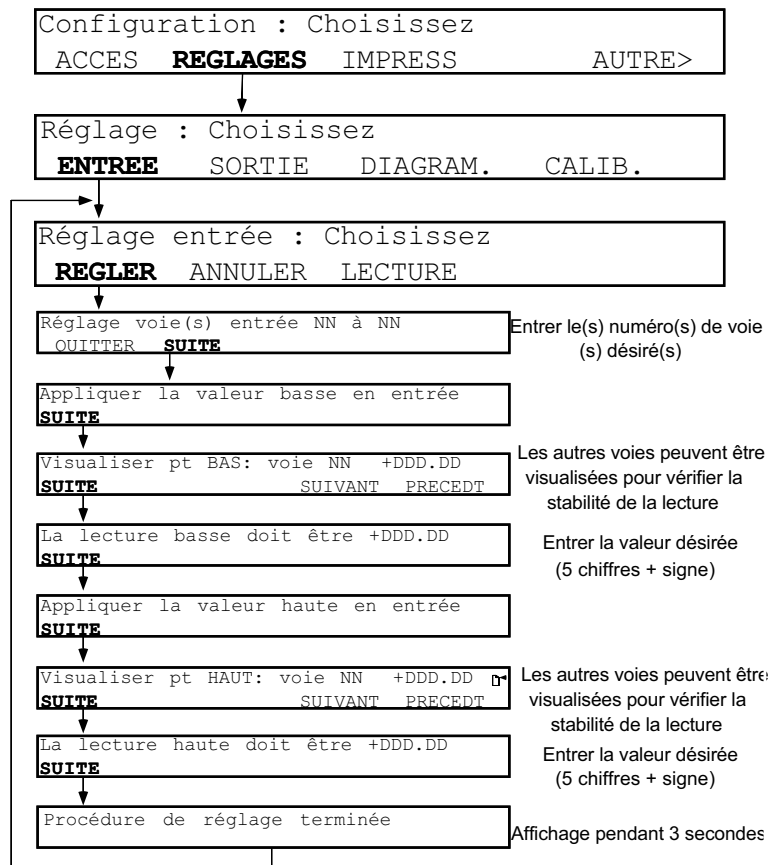 Configuration : Choisissez
ACCES REGLAGES IMPRESS AUTRE>
Réglage : Choisissez
ENTREE SORTIE DIAGRAM. CALIB.
Réglage entrée : Choisissez
REGLER ANNULER LECTURE
Réglage voie(s) entrée NN à NN
QUITTER SUITE
Entrer le(s) numéro(s) de voie
(s) désiré(s)
Appliquer la valeur basse en entrée
SUITE
Visualiser pt BAS: voie NN +DDD.DD
SUITE SUIVANT PRECEDT
Les autres voies peuvent être
visualisées pour vérifier la
stabilité de la lecture
La lecture basse doit être +DDD.DD
SUITE
Entrer la valeur désirée
(5 chiffres + signe)
Appliquer la valeur haute en entrée
SUITE
Visualiser pt HAUT: voie NN +DDD.DD
SUITE SUIVANT PRECEDT
Les autres voies peuvent être
visualisées pour vérifier la
stabilité de la lecture
La lecture haute doit être +DDD.DD
SUITE
Entrer la valeur désirée
(5 chiffres + signe)
Procédure de réglage terminée
Affichage pendant 3 secondes